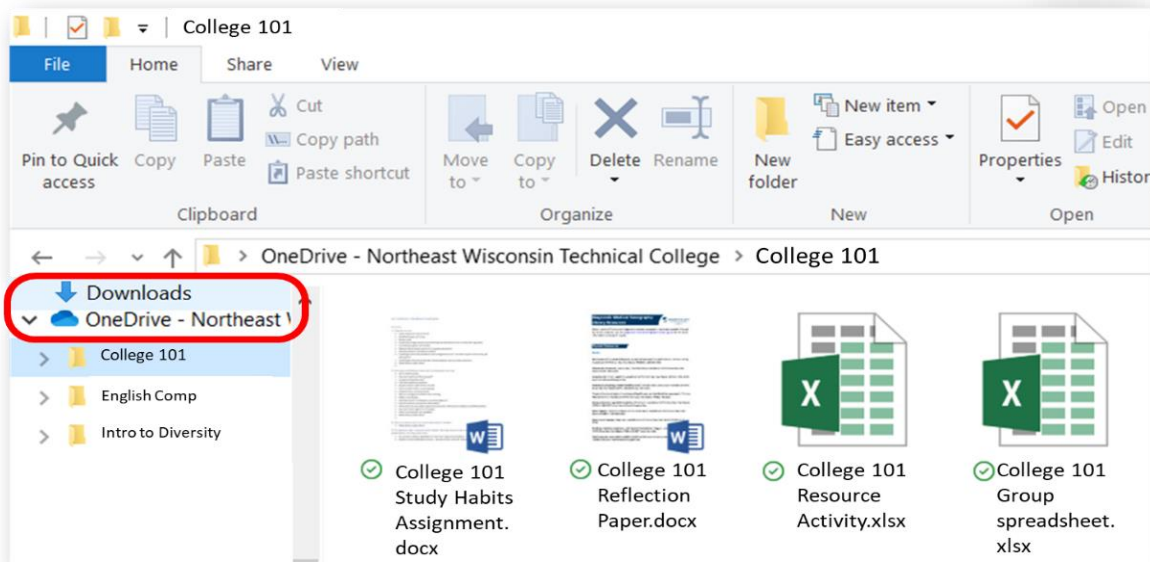 College 101
File Home Share View
Pin to Quick access
Copy
Paste
Cut
Copy path
Paste shortcut
Clipboard
Move to
Copy to
Delete
Rename
Organize
New folder
New item
Easy access
New
Properties
Open
Edit
Histor
Open
OneDrive - Northeast Wisconsin Technical College > College 101
Downloads
OneDrive - Northeast
College 101
English Comp
Intro to Diversity
College 101
Study Habits
Assignment.
docx
College 101
Reflection
Paper.docx
College 101
Resource
Activity.xlsx
College 101
Group
spreadsheet.
xlsx